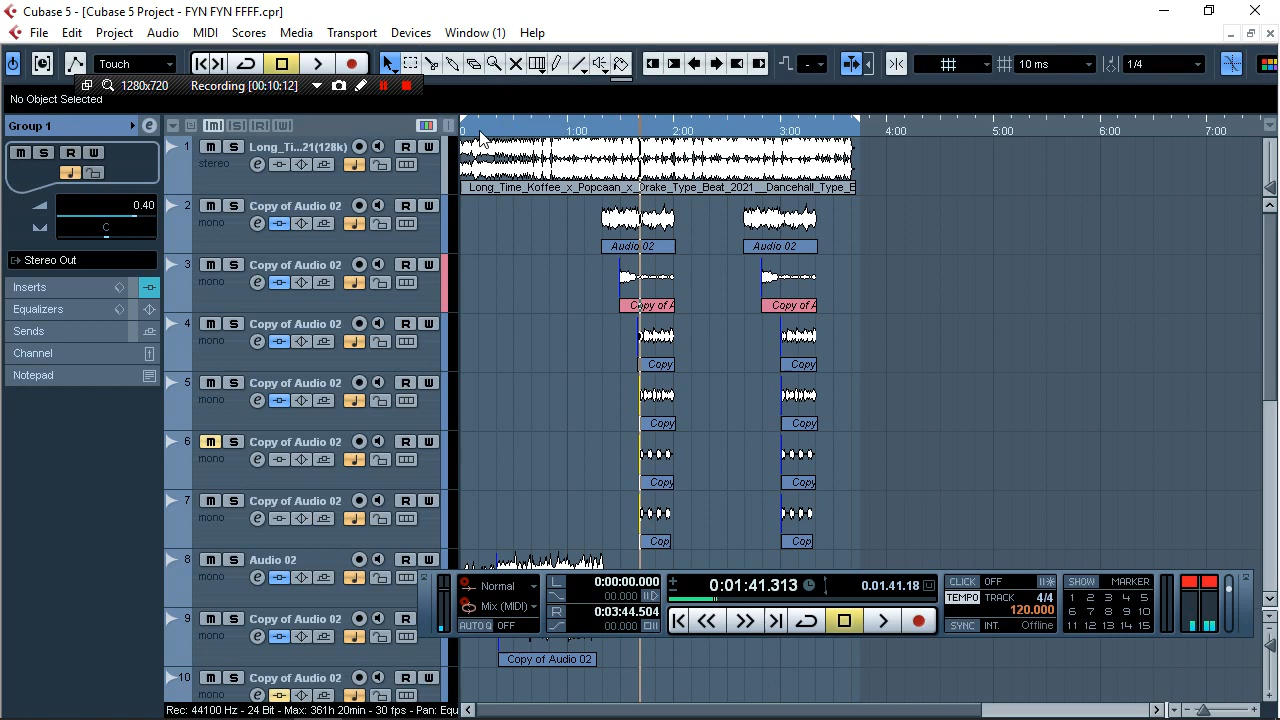 Cubase 5 - [Cubase 5 Project - FYN FYN FFFF.cpr]
File Edit Project Audio MIDI Scores Media Transport Devices Window (1) Help
Touch - 10 ms 1/4
1280x720 Recording [00:10:12]
No Object Selected
Group 1 e
0 1:00 2:00 3:00 4:00 5:00 6:00 7:00
M S R W
0.40
C
Stereo Out
Inserts
Equalizers
Sends
Channel
Notepad
1 M S Long_Ti...21(128k) R W
stereo
Long_Time_Koffee_x_Popcaan_x_Drake_Type_Beat_2021__Dancehall_Type_B
2 M S Copy of Audio 02 R W
mono
Audio 02 Audio 02
3 M S Copy of Audio 02 R W
mono
Copy of A Copy of A
4 M S Copy of Audio 02 R W
mono
Copy Copy
5 M S Copy of Audio 02 R W
mono
Copy Copy
6 M S Copy of Audio 02 R W
mono
Copy Copy
7 M S Copy of Audio 02 R W
mono
Cop Cop
8 M S Audio 02 R W
mono
9 M S Copy of Audio 02
mono
Copy of Audio 02
10 M S Copy of Audio 02 R W
mono
Normal
Mix (MIDI)
AUTO Q OFF
L 0:00:00.000
00.000
R 0:03:44.504
00.000
0:01:41.313 0.01.41.18
CLICK OFF
TEMPO TRACK 4/4
120.000
SYNC INT. Offline
SHOW MARKER
1 2 3 4 5
6 7 8 9 10
11 12 13 14 15
Rec: 44100 Hz - 24 Bit - Max: 361h 20min - 30 fps - Pan: Equ